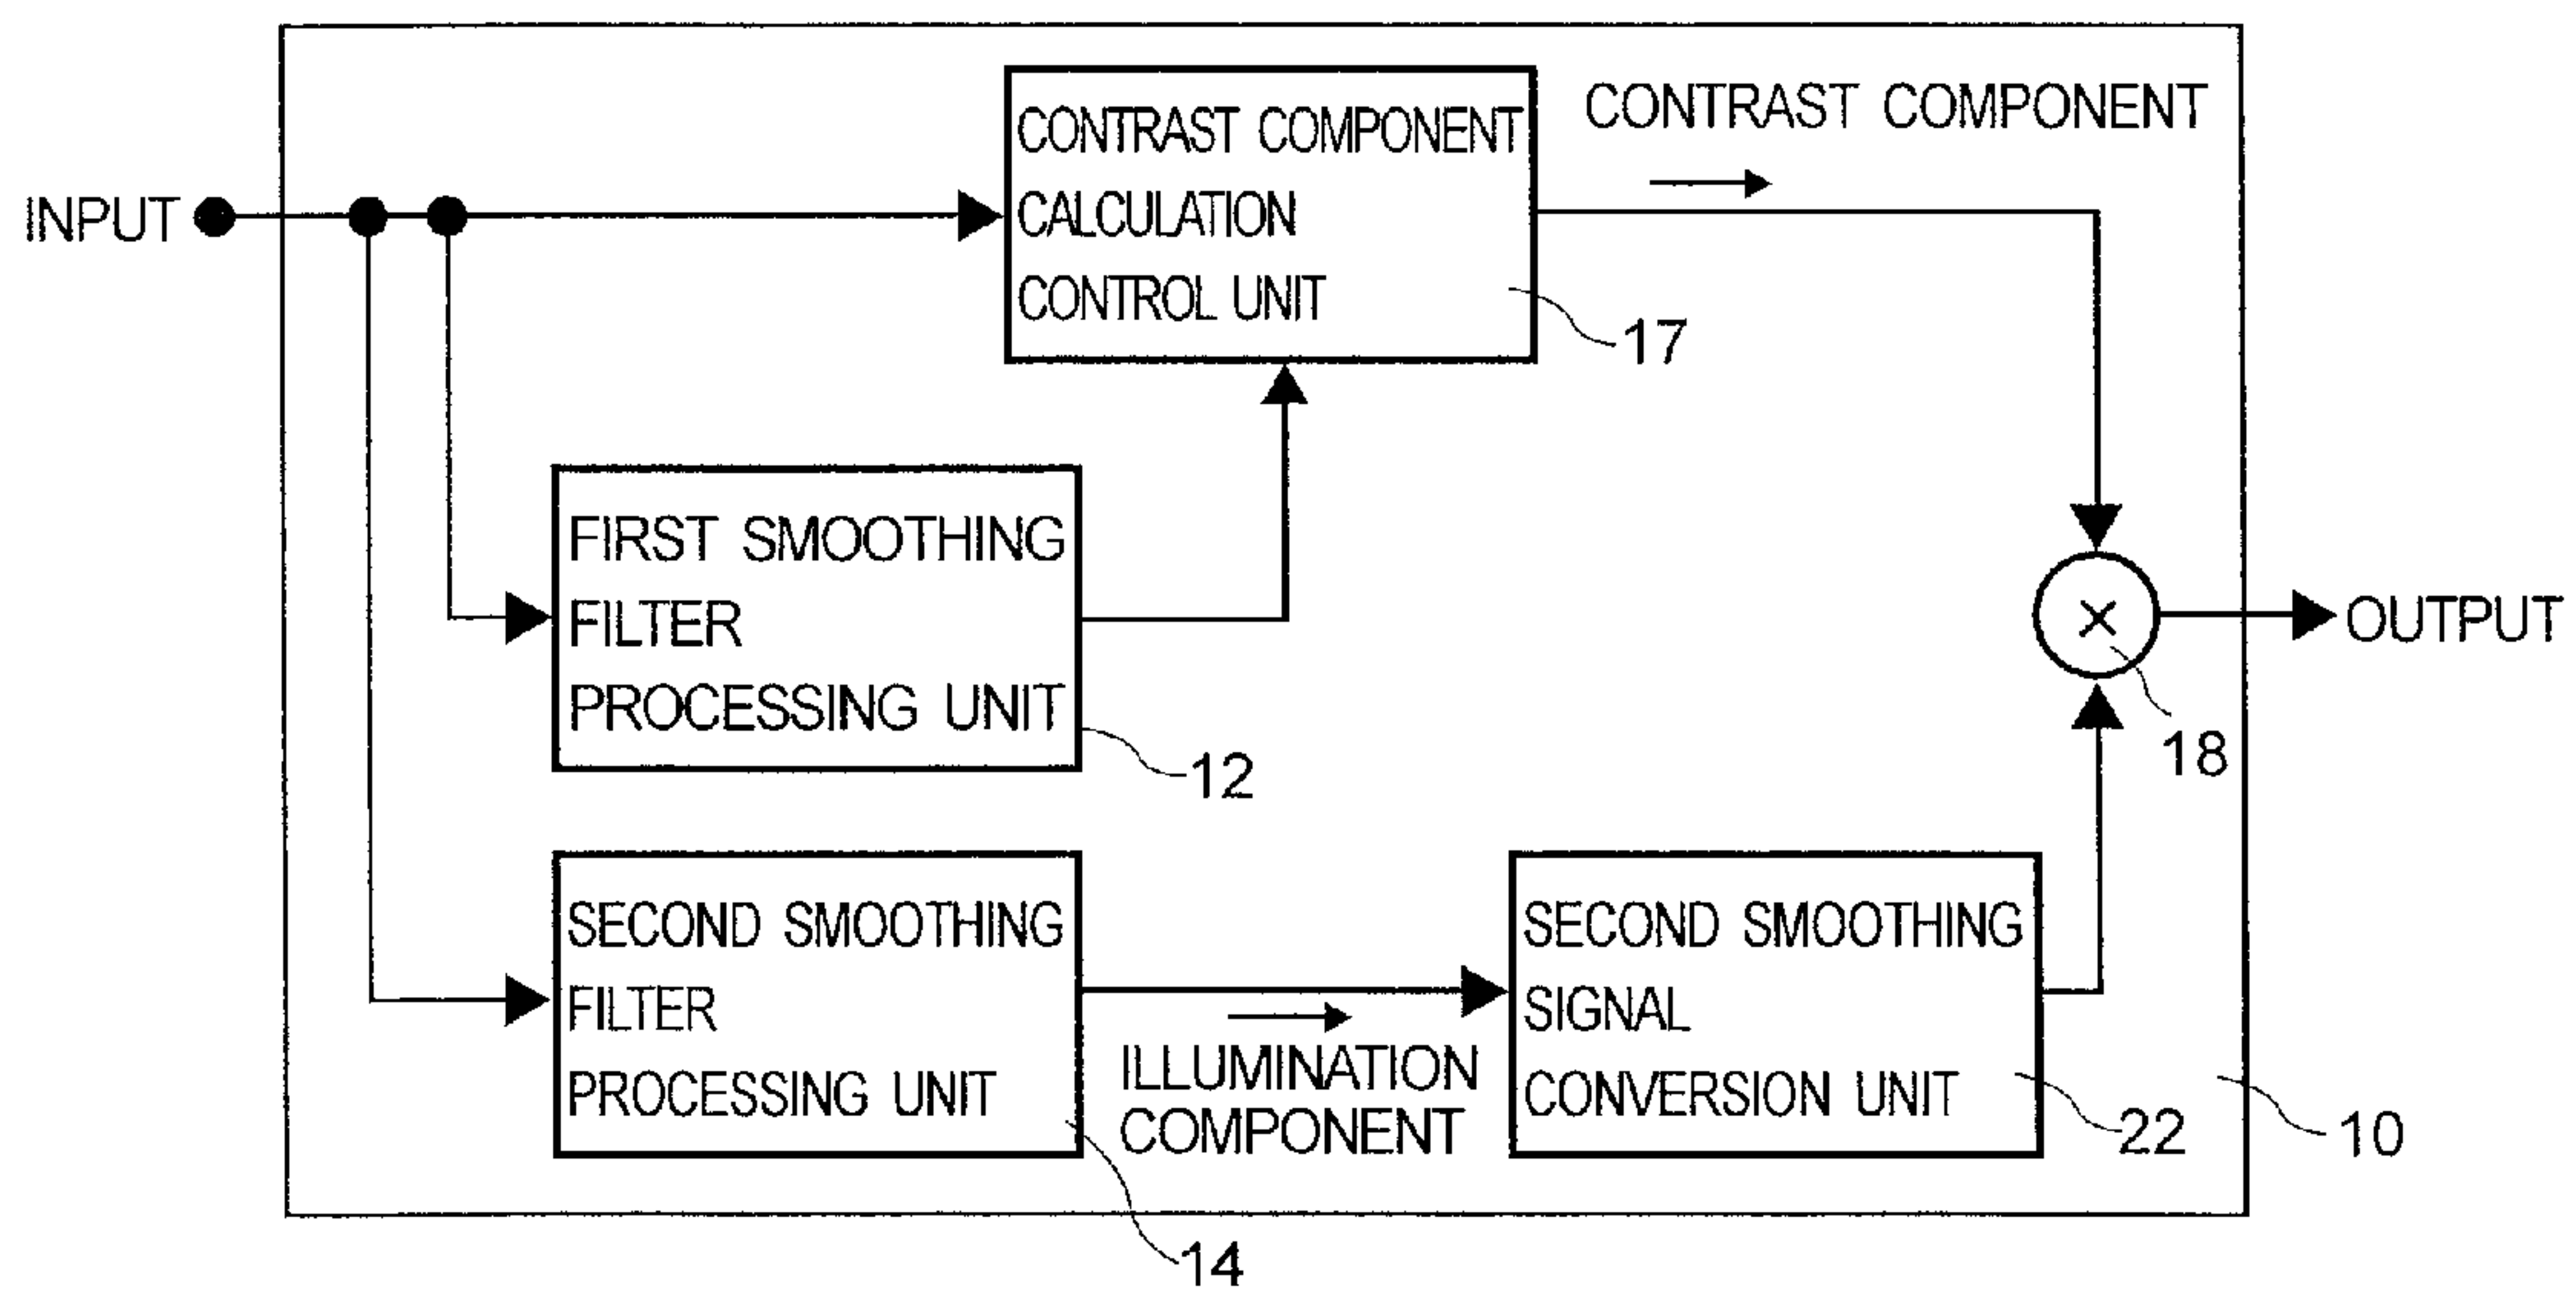 CONTRAST COMPONENT
CALCULATION
CONTROL UNIT
17
CONTRAST COMPONENT
INPUT
FIRST SMOOTHING
FILTER
PROCESSING UNIT
12
×
18
OUTPUT
SECOND SMOOTHING
FILTER
PROCESSING UNIT
14
ILLUMINATION
COMPONENT
SECOND SMOOTHING
SIGNAL
CONVERSION UNIT
22
10